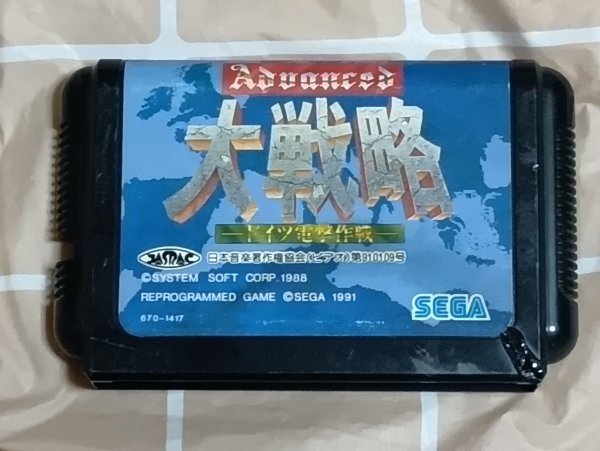 Advanced
大戦略
ードイツ電撃作戦ー
JASRAC
日本音楽著作権協会(ビデオ)第910109号
©SYSTEM SOFT CORP. 1988
REPROGRAMMED GAME ©SEGA 1991
SEGA
670-1417